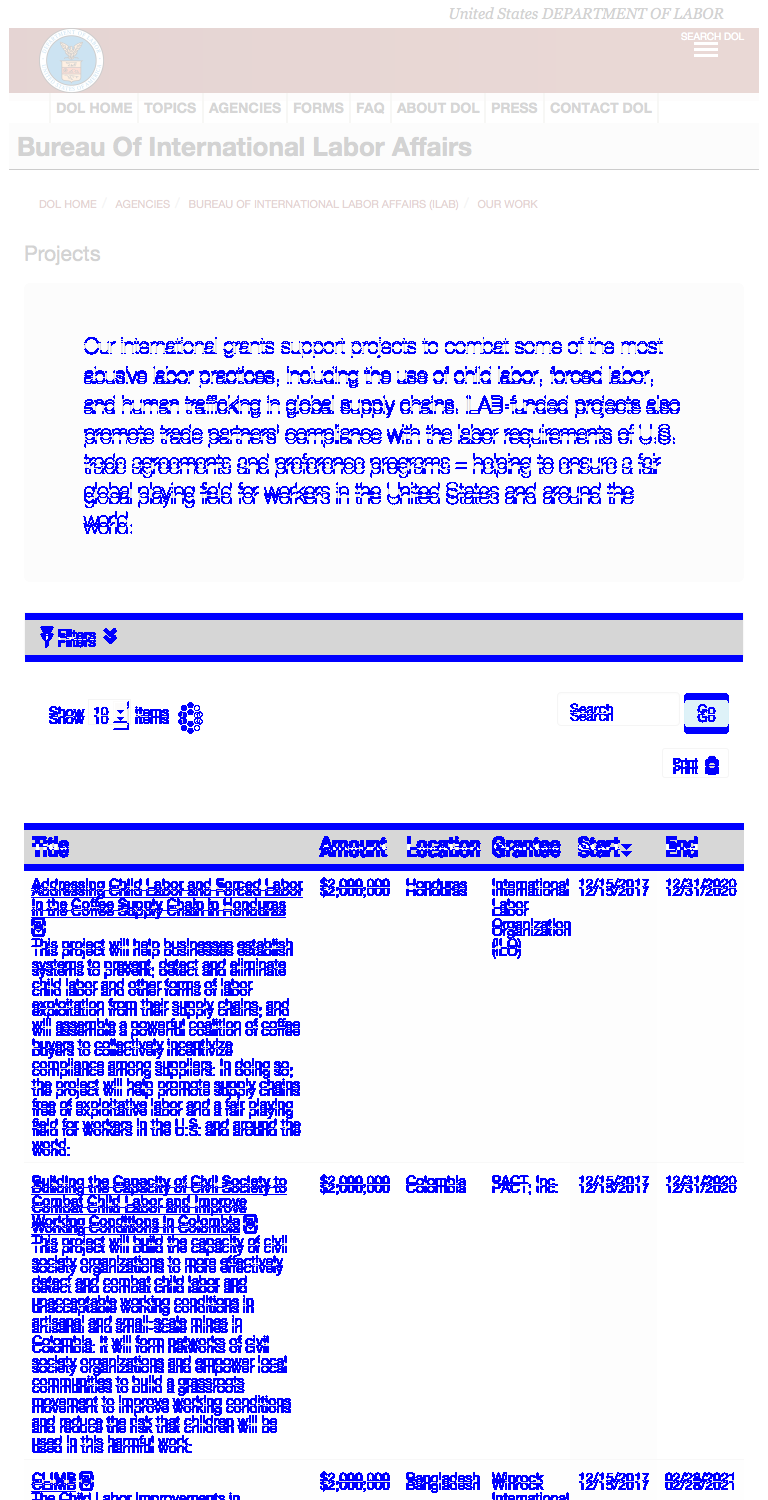 United States DEPARTMENT OF LABOR
SEARCH DOL
DOL HOME TOPICS AGENCIES FORMS FAQ ABOUT DOL PRESS CONTACT DOL
Bureau Of International Labor Affairs
DOL HOME / AGENCIES / BUREAU OF INTERNATIONAL LABOR AFFAIRS (ILAB) / OUR WORK
Projects
Our international grants support projects to combat some of the most
abusive labor practices, including the use of child labor, forced labor,
and human trafficking in global supply chains. ILAB-funded projects also
promote trade partners' compliance with the labor requirements of U.S.
trade agreements and preference programs – helping to ensure a fair
global playing field for workers in the United States and around the
world.
Filters
Show 10 items
Search Go
Print
Title Amount Location Grantee Start End
Addressing Child Labor and Forced Labor $2,000,000 Honduras International 12/15/2017 12/31/2020
in the Coffee Supply Chain in Honduras Labor
Organization
This project will help businesses establish (ILO)
systems to prevent, detect and eliminate
child labor and other forms of labor
exploitation from their supply chains, and
will assemble a powerful coalition of coffee
buyers to collectively incentivize
compliance among suppliers. In doing so,
the project will help promote supply chains
free of exploitative labor and a fair playing
field for workers in the U.S. and around the
world.
Building the Capacity of Civil Society to $2,000,000 Colombia PACT, Inc. 12/15/2017 12/31/2020
Combat Child Labor and Improve
Working Conditions in Colombia
This project will build the capacity of civil
society organizations to more effectively
detect and combat child labor and
unacceptable working conditions in
artisanal and small-scale mines in
Colombia. It will form networks of civil
society organizations and empower local
communities to build a grassroots
movement to improve working conditions
and reduce the risk that children will be
used in this harmful work.
CLIMB $2,000,000 Bangladesh Winrock 12/15/2017 02/28/2021
The Child Labor Improvements in International